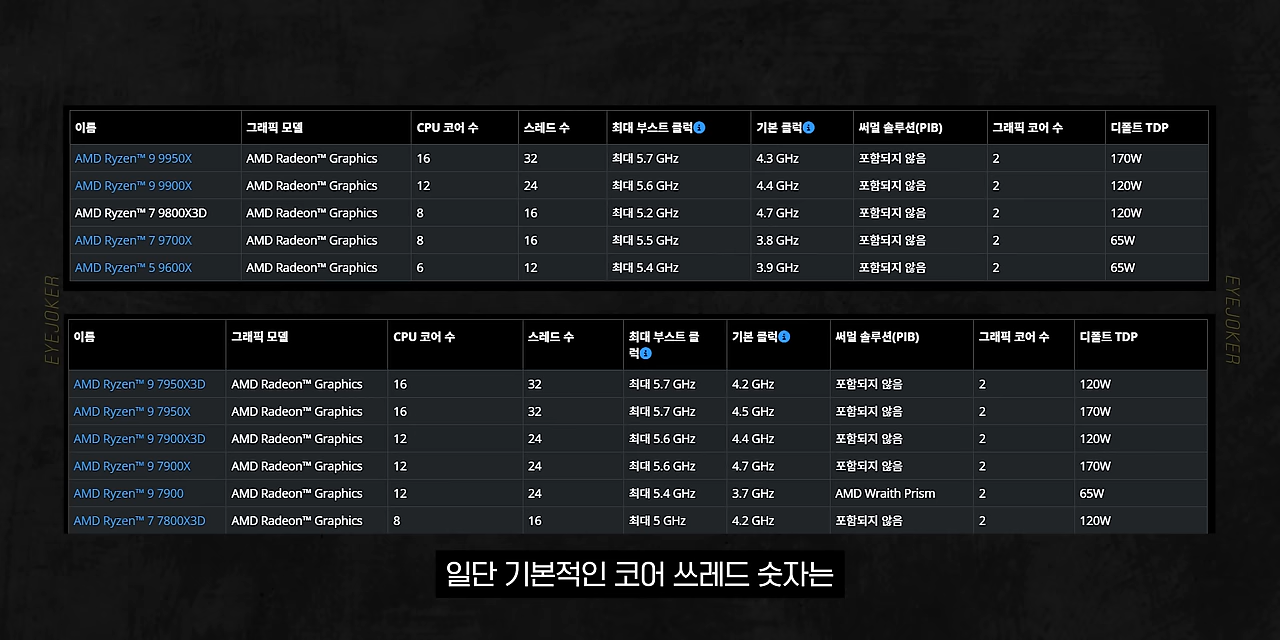 이름 그래픽 모델 CPU 코어 수 스레드 수 최대 부스트 클럭 기본 클럭 써멀 솔루션(PIB) 그래픽 코어 수 디폴트 TDP
AMD Ryzen™ 9 9950X AMD Radeon™ Graphics 16 32 최대 5.7 GHz 4.3 GHz 포함되지 않음 2 170W
AMD Ryzen™ 9 9900X AMD Radeon™ Graphics 12 24 최대 5.6 GHz 4.4 GHz 포함되지 않음 2 120W
AMD Ryzen™ 7 9800X3D AMD Radeon™ Graphics 8 16 최대 5.2 GHz 4.7 GHz 포함되지 않음 2 120W
AMD Ryzen™ 7 9700X AMD Radeon™ Graphics 8 16 최대 5.5 GHz 3.8 GHz 포함되지 않음 2 65W
AMD Ryzen™ 5 9600X AMD Radeon™ Graphics 6 12 최대 5.4 GHz 3.9 GHz 포함되지 않음 2 65W
EYEJOKER
EYEJOKER
이름 그래픽 모델 CPU 코어 수 스레드 수 최대 부스트 클 기본 클럭 써멀 솔루션(PIB) 그래픽 코어 수 디폴트 TDP
럭
AMD Ryzen™ 9 7950X3D AMD Radeon™ Graphics 16 32 최대 5.7 GHz 4.2 GHz 포함되지 않음 2 120W
AMD Ryzen™ 9 7950X AMD Radeon™ Graphics 16 32 최대 5.7 GHz 4.5 GHz 포함되지 않음 2 170W
AMD Ryzen™ 9 7900X3D AMD Radeon™ Graphics 12 24 최대 5.6 GHz 4.4 GHz 포함되지 않음 2 120W
AMD Ryzen™ 9 7900X AMD Radeon™ Graphics 12 24 최대 5.6 GHz 4.7 GHz 포함되지 않음 2 170W
AMD Ryzen™ 9 7900 AMD Radeon™ Graphics 12 24 최대 5.4 GHz 3.7 GHz AMD Wraith Prism 2 65W
AMD Ryzen™ 7 7800X3D AMD Radeon™ Graphics 8 16 최대 5 GHz 4.2 GHz 포함되지 않음 2 120W
일단 기본적인 코어 쓰레드 숫자는